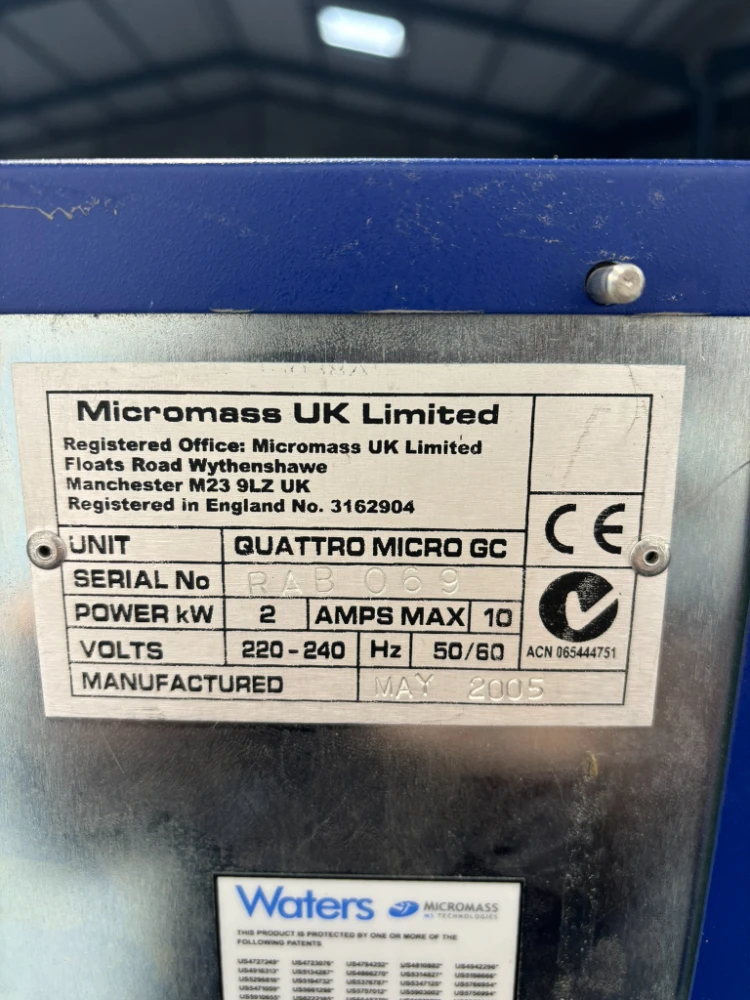 Micromass UK Limited
Registered Office: Micromass UK Limited
Floats Road Wythenshawe
Manchester M23 9LZ UK
Registered in England No. 3162904
CE
UNIT QUATTRO MICRO GC
SERIAL No RAB 069
POWER kW 2 AMPS MAX 10
VOLTS 220-240 Hz 50/60 ACN 065444751
MANUFACTURED MAY 2005
Waters MICROMASS
MS TECHNOLOGIES
THIS PRODUCT IS PROTECTED BY ONE OR MORE OF THE
FOLLOWING PATENTS